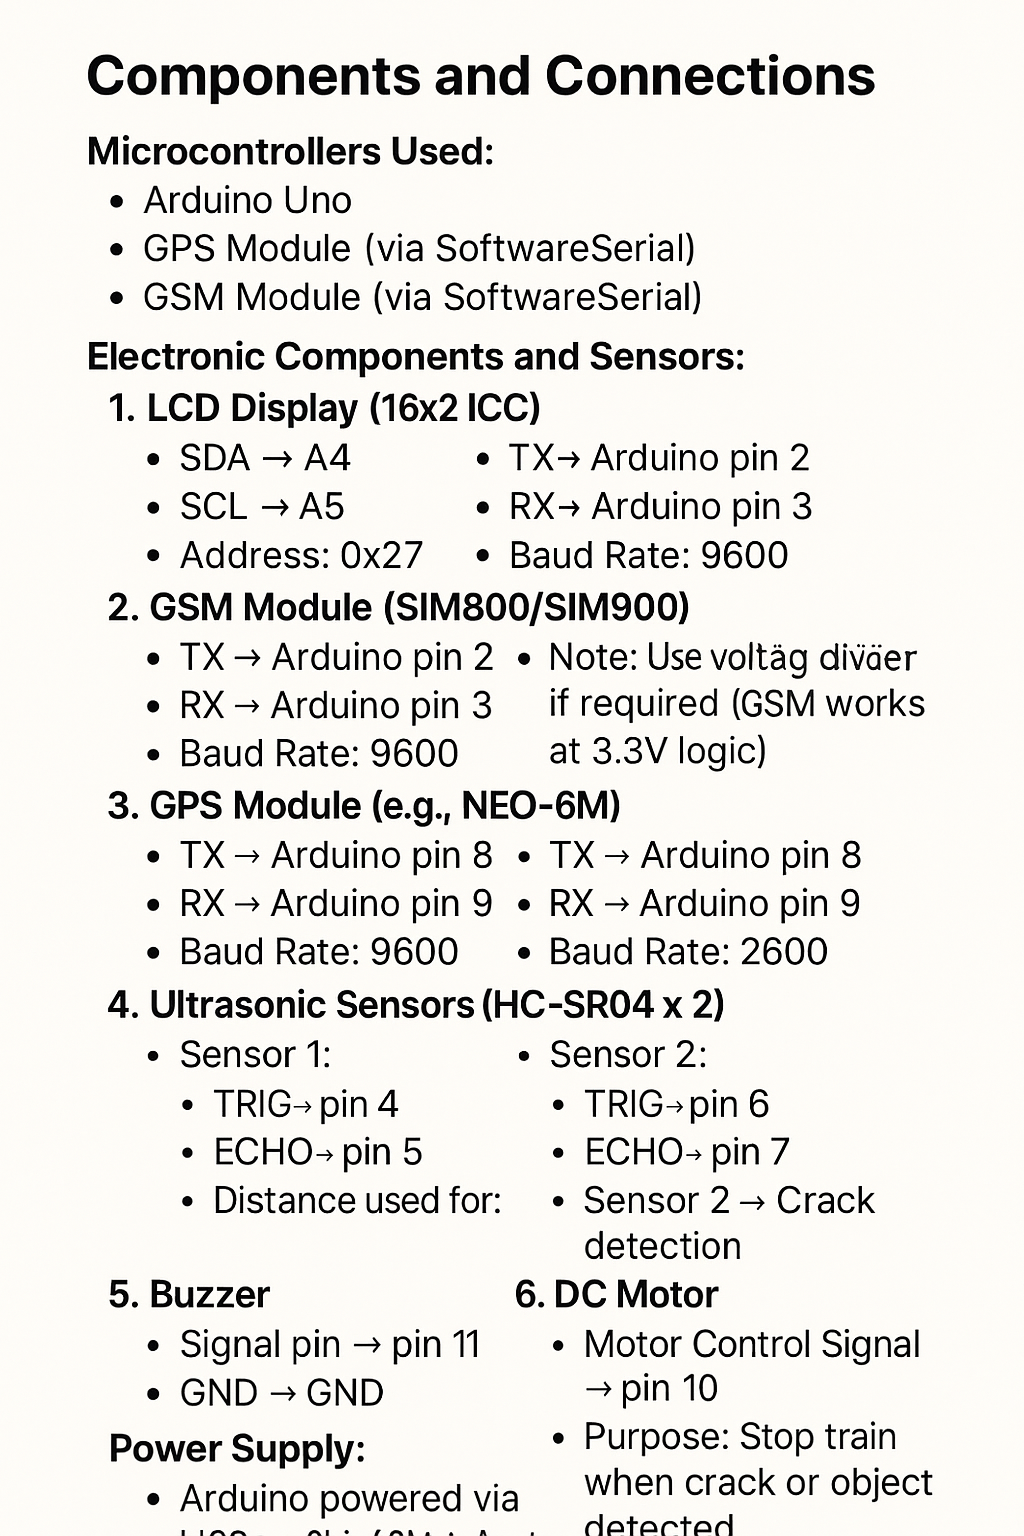 Components and Connections
Microcontrollers Used:
• Arduino Uno
• GPS Module (via SoftwareSerial)
• GSM Module (via SoftwareSerial)
Electronic Components and Sensors:
1. LCD Display (16x2 ICC)
• SDA → A4
• SCL → A5
• Address: 0x27
• TX→ Arduino pin 2
• RX→ Arduino pin 3
• Baud Rate: 9600
2. GSM Module (SIM800/SIM900)
• TX → Arduino pin 2
• RX → Arduino pin 3
• Baud Rate: 9600
• Note: Use voltäg
if required (GSM works
at 3.3V logic)
3. GPS Module (e.g., NEO-6M)
• TX → Arduino pin 8
• RX → Arduino pin 9
• Baud Rate: 9600
• TX → Arduino pin 8
• RX → Arduino pin 9
• Baud Rate: 2600
4. Ultrasonic Sensors (HC-SR04 x 2)
• Sensor 1:
• TRIG→ pin 4
• ECHO→ pin 5
• Distance used for:
• Sensor 2:
• TRIG→ pin 6
• ECHO→ pin 7
• Sensor 2 → Crack
detection
5. Buzzer
• Signal pin → pin 11
• GND → GND
6. DC Motor
• Motor Control Signal
→ pin 10
• Purpose: Stop train
when crack or object
detected
Power Supply:
• Arduino powered via